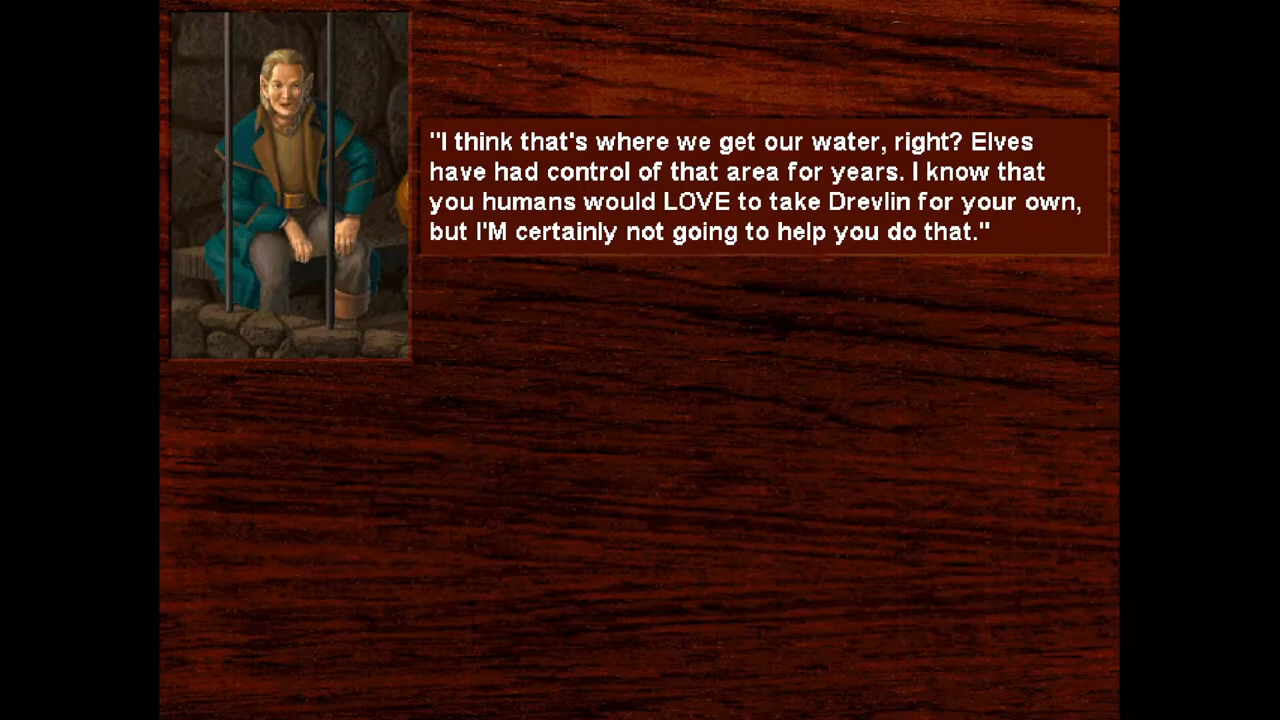 "I think that's where we get our water, right? Elves
have had control of that area for years. I know that
you humans would LOVE to take Drevlin for your own,
but I'M certainly not going to help you do that."